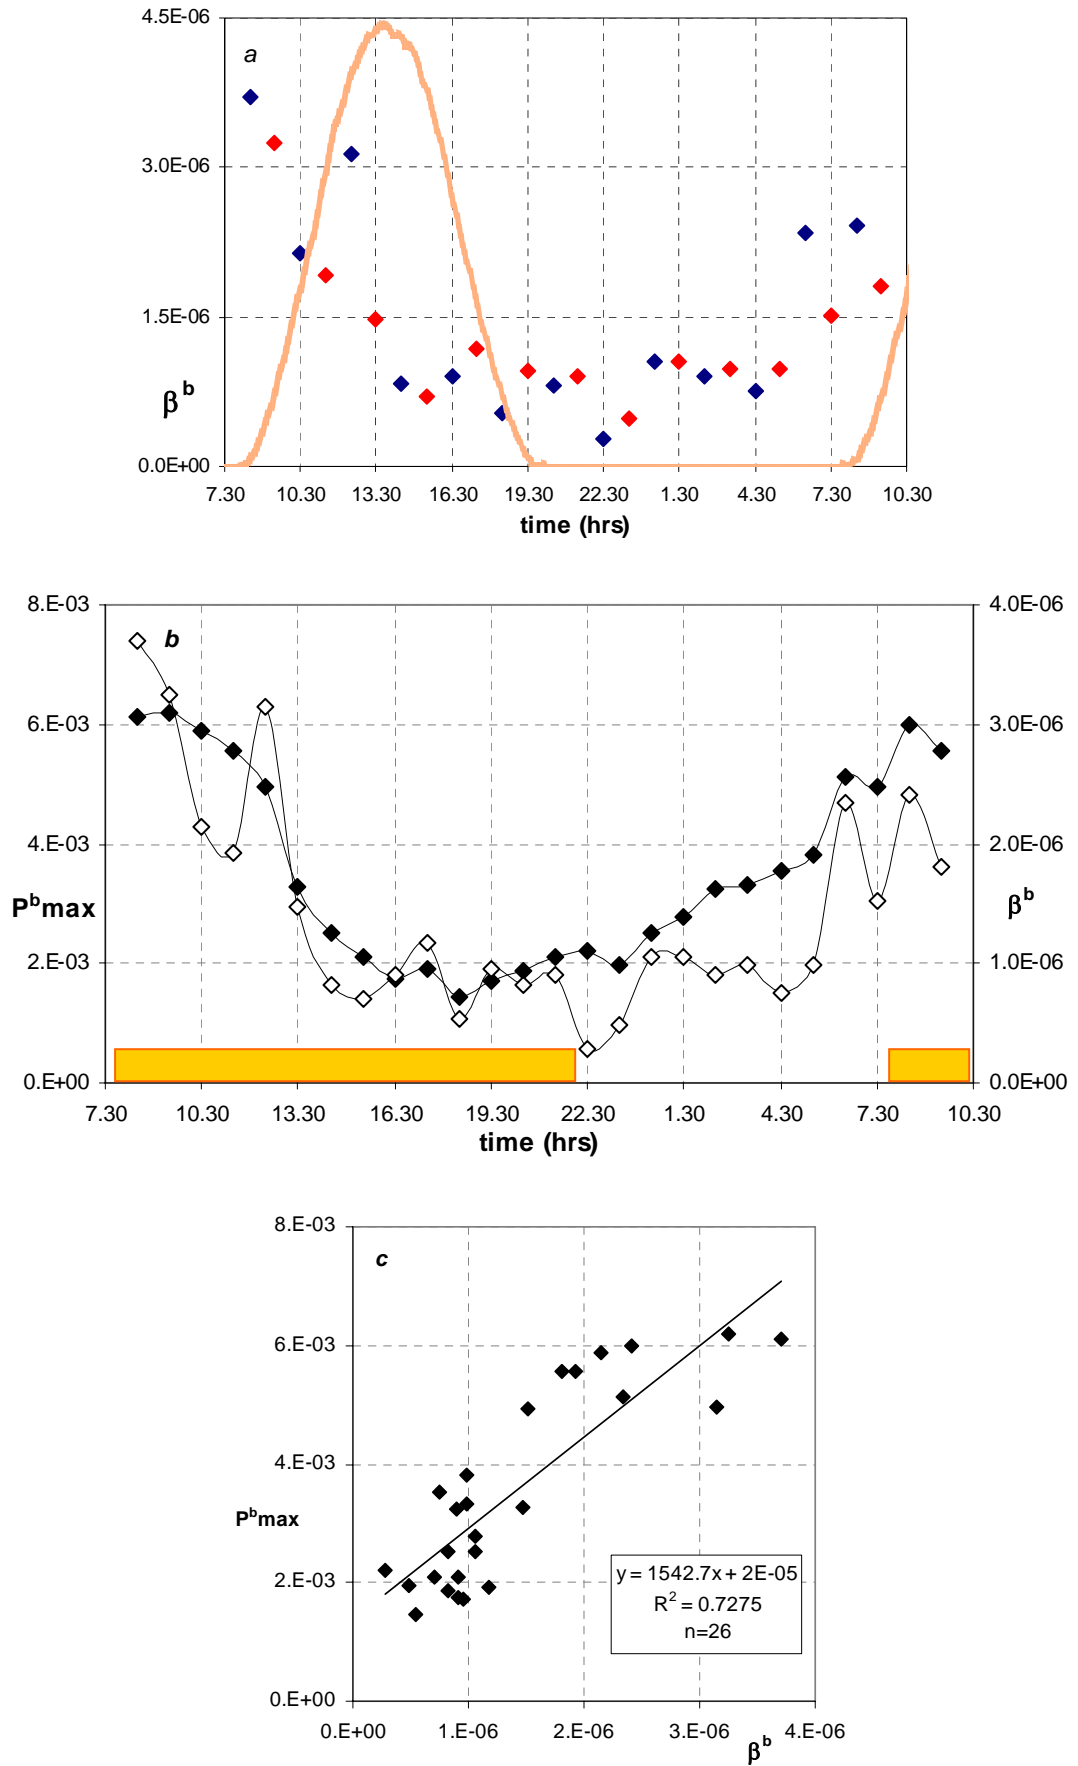 4.5E-06
a
3.0E-06
1.5E-06
β^b
0.0E+00
7.30 10.30 13.30 16.30 19.30 22.30 1.30 4.30 7.30 10.30
time (hrs)
8.E-03 4.0E-06
b
6.E-03 3.0E-06
4.E-03 2.0E-06
P^b max β^b
2.E-03 1.0E-06
0.E+00 0.0E+00
7.30 10.30 13.30 16.30 19.30 22.30 1.30 4.30 7.30 10.30
time (hrs)
8.E-03
c
6.E-03
4.E-03
P^b max
2.E-03
y = 1542.7x + 2E-05
R² = 0.7275
n=26
0.E+00
0.E+00 1.E-06 2.E-06 3.E-06 4.E-06
β^b